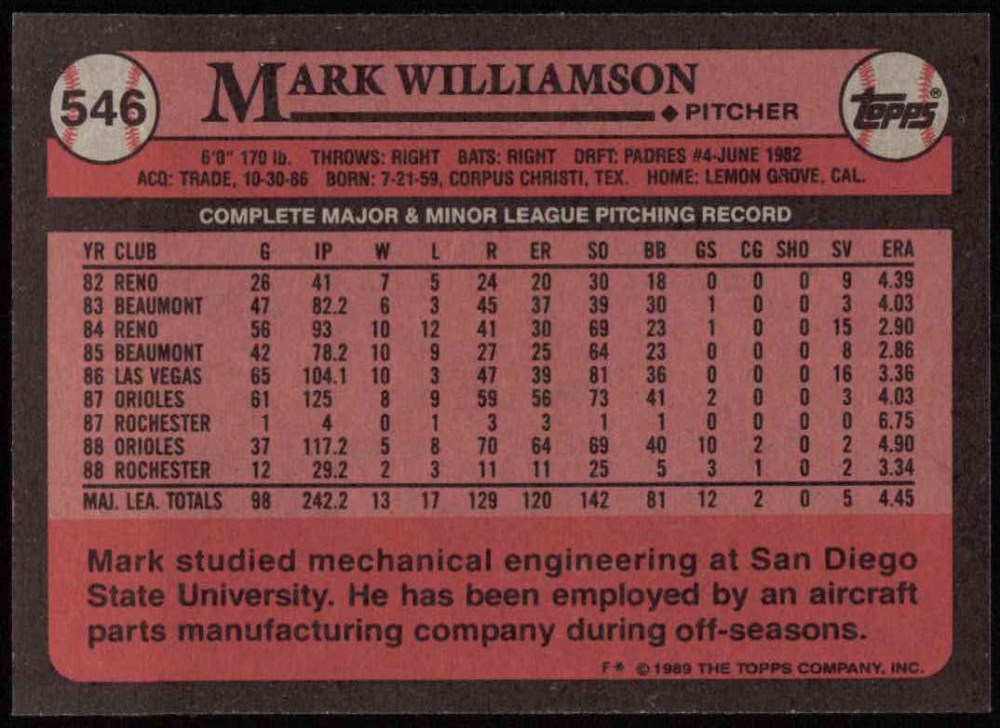 546
MARK WILLIAMSON
◆ PITCHER
TOPPS®
6'0" 170 lb. THROWS: RIGHT BATS: RIGHT DRFT: PADRES #4-JUNE 1982
ACQ: TRADE, 10-30-86 BORN: 7-21-59, CORPUS CHRISTI, TEX. HOME: LEMON GROVE, CAL.
COMPLETE MAJOR & MINOR LEAGUE PITCHING RECORD
YR CLUB G IP W L R ER SO BB GS CG SHO SV ERA
82 RENO 26 41 7 5 24 20 30 18 0 0 0 9 4.39
83 BEAUMONT 47 82.2 6 3 45 37 39 30 1 0 0 3 4.03
84 RENO 56 93 10 12 41 30 69 23 1 0 0 15 2.90
85 BEAUMONT 42 78.2 10 9 27 25 64 23 0 0 0 8 2.86
86 LAS VEGAS 65 104.1 10 3 47 39 81 36 0 0 0 16 3.36
87 ORIOLES 61 125 8 9 59 56 73 41 2 0 0 3 4.03
87 ROCHESTER 1 4 0 1 3 3 1 1 0 0 0 0 6.75
88 ORIOLES 37 117.2 5 8 70 64 69 40 10 2 0 2 4.90
88 ROCHESTER 12 29.2 2 3 11 11 25 5 3 1 0 2 3.34
MAJ. LEA. TOTALS 98 242.2 13 17 129 120 142 81 12 2 0 5 4.45
Mark studied mechanical engineering at San Diego
State University. He has been employed by an aircraft
parts manufacturing company during off-seasons.
F* © 1989 THE TOPPS COMPANY, INC.